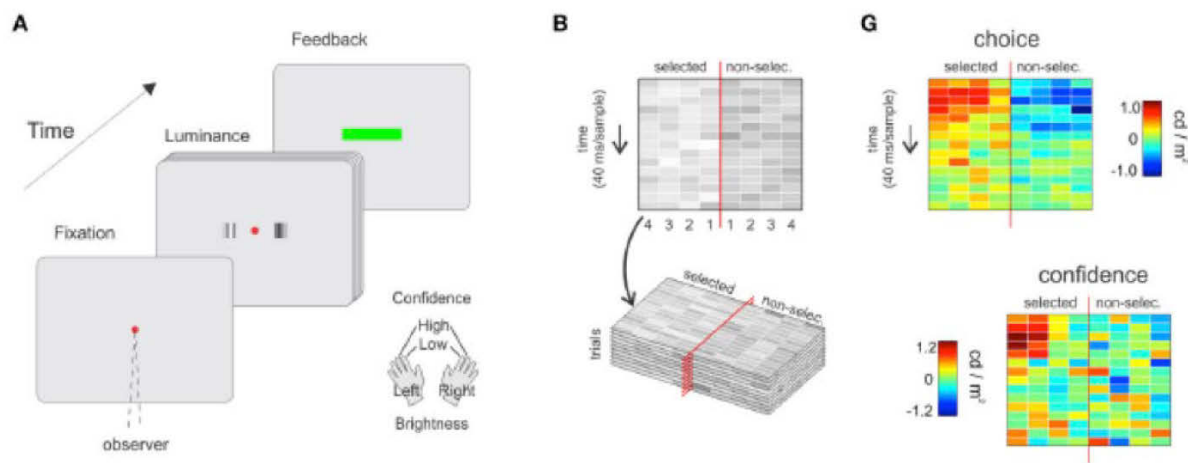 A
Feedback
Time
Luminance
Fixation
Confidence
High
Low
Left Right
Brightness
observer
B
selected non-selec.
time
(40 ms/sample)
4 3 2 1 1 2 3 4
selected
non-selec.
trials
G
choice
selected non-selec.
time
(40 ms/sample)
1.0
0
-1.0
cd / m²
confidence
selected non-selec.
1.2
0
-1.2
cd / m²